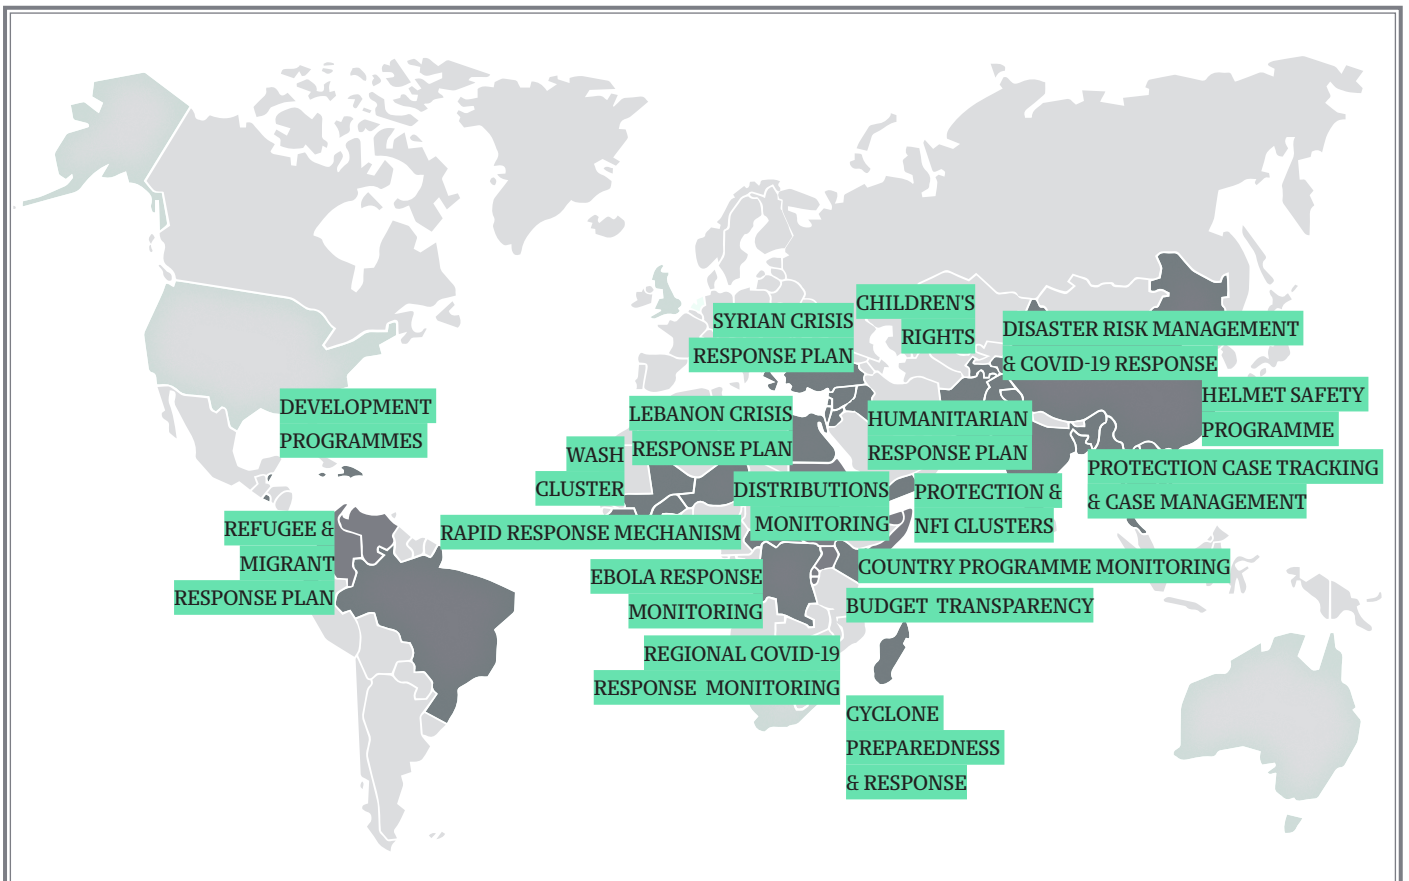 CHILDREN'S
RIGHTS
SYRIAN CRISIS
RESPONSE PLAN
DISASTER RISK MANAGEMENT
& COVID-19 RESPONSE
HELMET SAFETY
PROGRAMME
DEVELOPMENT
PROGRAMMES
LEBANON CRISIS
RESPONSE PLAN
HUMANITARIAN
RESPONSE PLAN
WASH
CLUSTER
PROTECTION CASE TRACKING
& CASE MANAGEMENT
DISTRIBUTIONS
MONITORING
PROTECTION &
NFI CLUSTERS
REFUGEE &
MIGRANT
RESPONSE PLAN
RAPID RESPONSE MECHANISM
COUNTRY PROGRAMME MONITORING
EBOLA RESPONSE
MONITORING
BUDGET TRANSPARENCY
REGIONAL COVID-19
RESPONSE MONITORING
CYCLONE
PREPAREDNESS
& RESPONSE